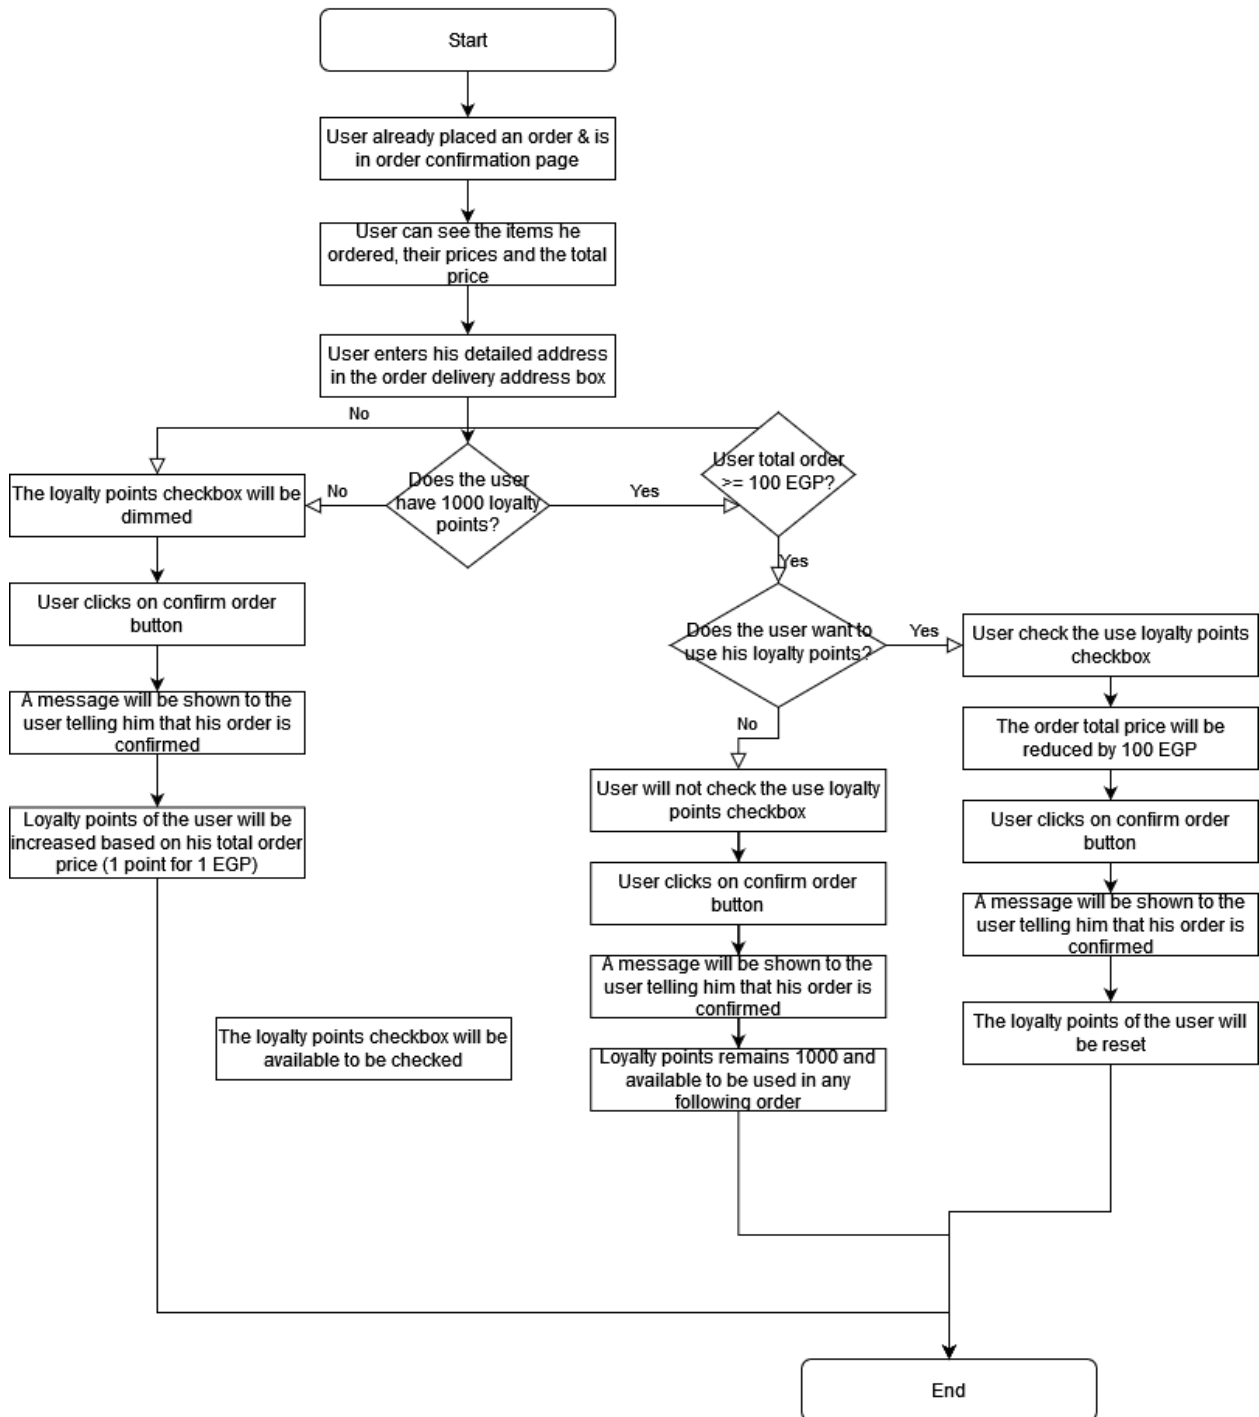 Start
User already placed an order & is
in order confirmation page
User can see the items he
ordered, their prices and the total
price
User enters his detailed address
in the order delivery address box
No
Does the user
have 1000 loyalty
points?
No
Yes
User total order
>= 100 EGP?
Yes
The loyalty points checkbox will be
dimmed
User clicks on confirm order
button
A message will be shown to the
user telling him that his order is
confirmed
Loyalty points of the user will be
increased based on his total order
price (1 point for 1 EGP)
The loyalty points checkbox will be
available to be checked
Does the user want to
use his loyalty points?
Yes
No
User will not check the use loyalty
points checkbox
User clicks on confirm order
button
A message will be shown to the
user telling him that his order is
confirmed
Loyalty points remains 1000 and
available to be used in any
following order
User check the use loyalty points
checkbox
The order total price will be
reduced by 100 EGP
User clicks on confirm order
button
A message will be shown to the
user telling him that his order is
confirmed
The loyalty points of the user will
be reset
End